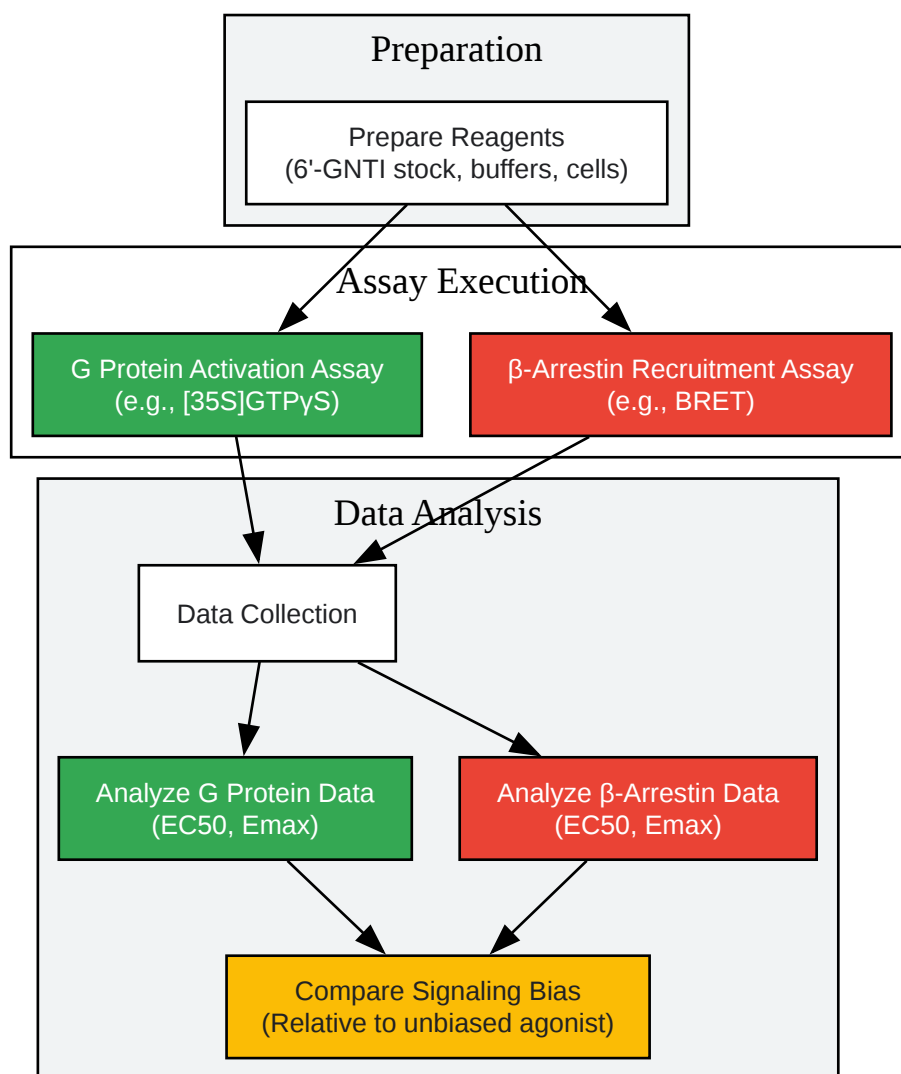 Preparation
Prepare Reagents
(6'-GNTI stock, buffers, cells)
Assay Execution
G Protein Activation Assay
(e.g., [35S]GTPγS)
β-Arrestin Recruitment Assay
(e.g., BRET)
Data Analysis
Data Collection
Analyze G Protein Data
(EC50, Emax)
Analyze β-Arrestin Data
(EC50, Emax)
Compare Signaling Bias
(Relative to unbiased agonist)